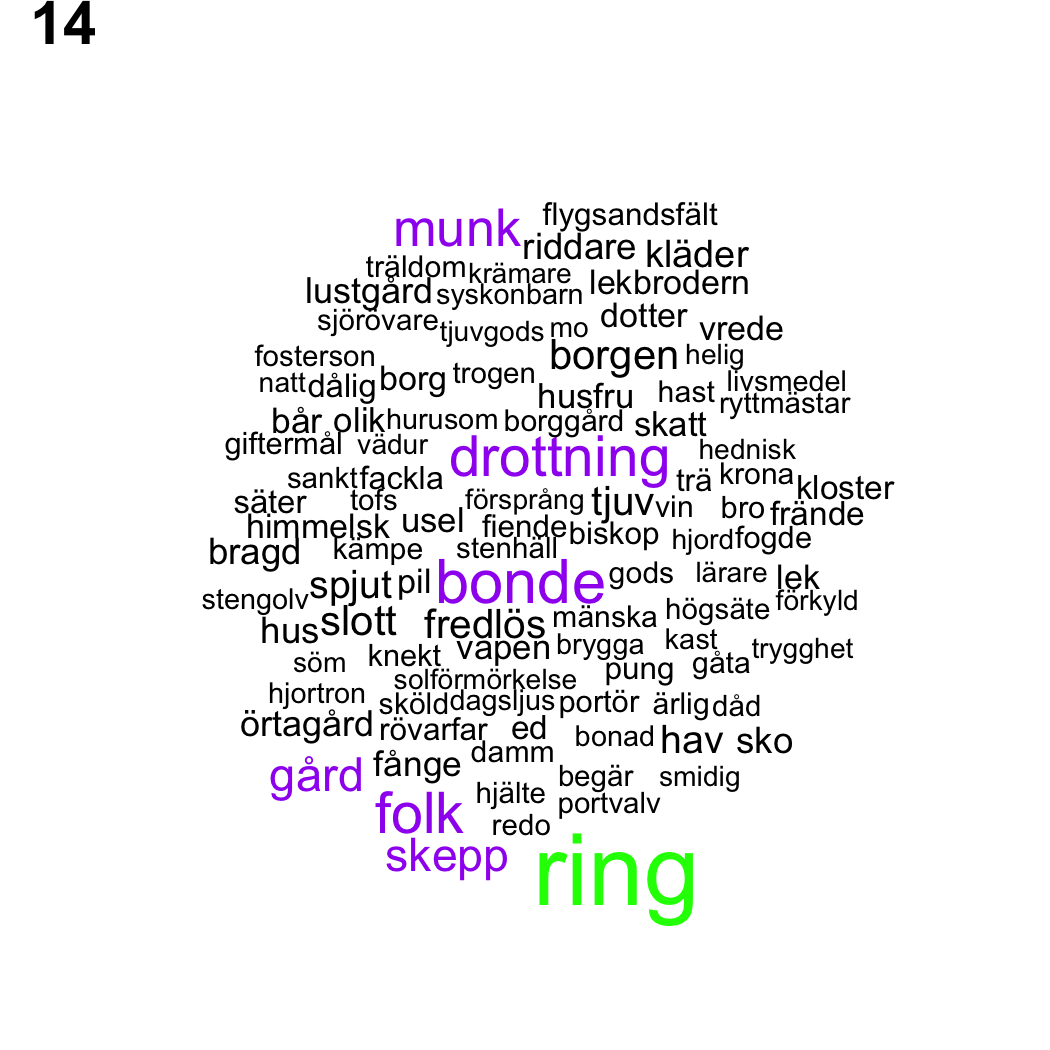 14
flygsandsfält
munk riddare kläder
träldom krämare lekbrodern
lustgård syskonbarn
sjörövare tjuvgods mo dotter vrede
fosterson borgen helig
natt dålig borg trogen husfru hast livsmedel
ryttmästar
bår olik hurusom borggård skatt
giftermål vädur drottning hednisk
sankt fackla trä krona kloster
säter tofs försprång tjuv vin bro frände
himmelsk usel fiende biskop hjord fogde
bragd kämpe stenhäll
spjut pil bonde gods lärare lek
stengolv förkyld
hus slott fredlös mänska högsäte
söm knekt vapen brygga kast trygghet
solförmörkelse pung gåta
hjortron sköld dagsljus portör ärlig dåd
örtagård rövarfar ed bonad hav sko
gård fånge damm begär smidig
folk hjälte portvalv
redo
skepp ring